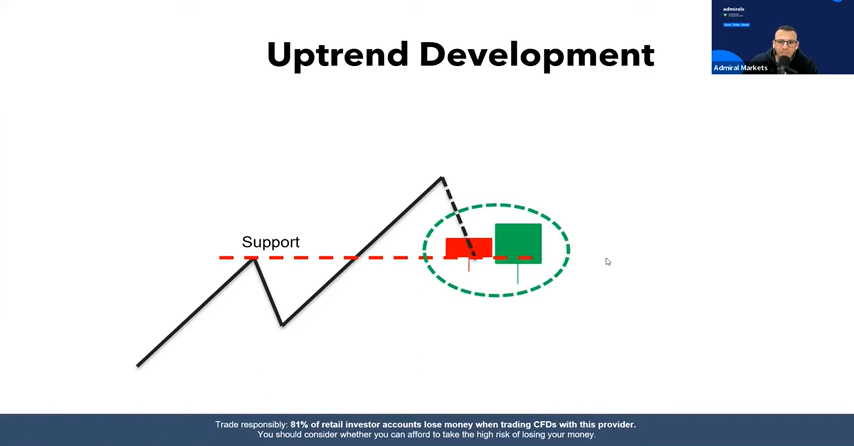 admirals
Uptrend Development
Admiral Markets
Support
Trade responsibly: 81% of retail investor accounts lose money when trading CFDs with this provider.
You should consider whether you can afford to take the high risk of losing your money.